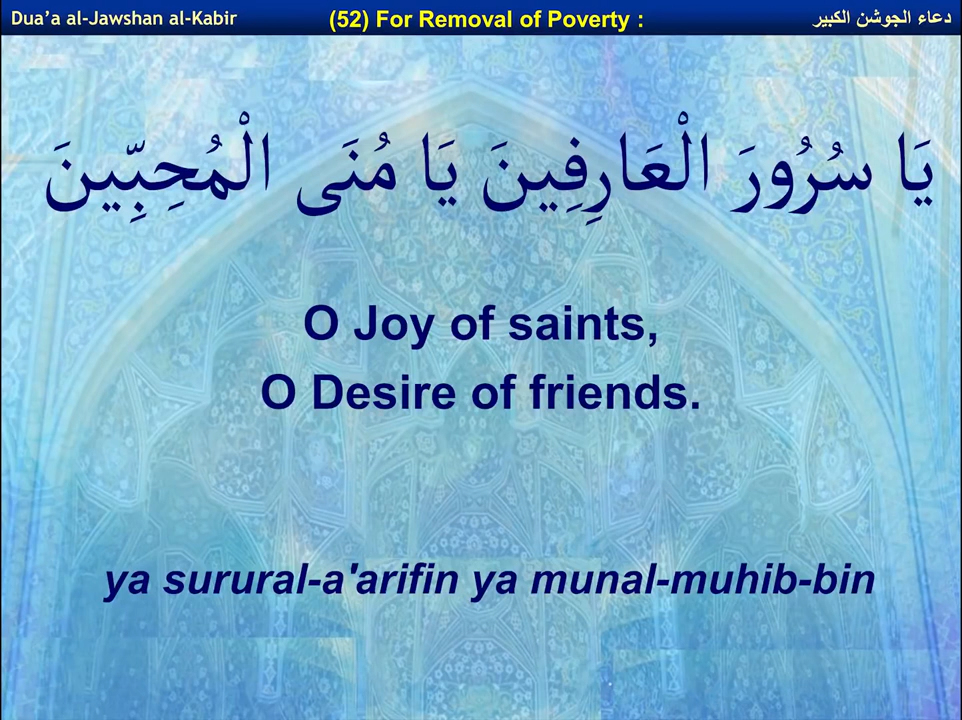 Dua'a al-Jawshan al-Kabir
(52) For Removal of Poverty :
دعاء الجوشن الكبير
يَا سُرُورَ الْعَارِفِينَ يَا مُنَى الْمُحِبِّينَ
O Joy of saints,
O Desire of friends.
ya surural-a'arifin ya munal-muhib-bin